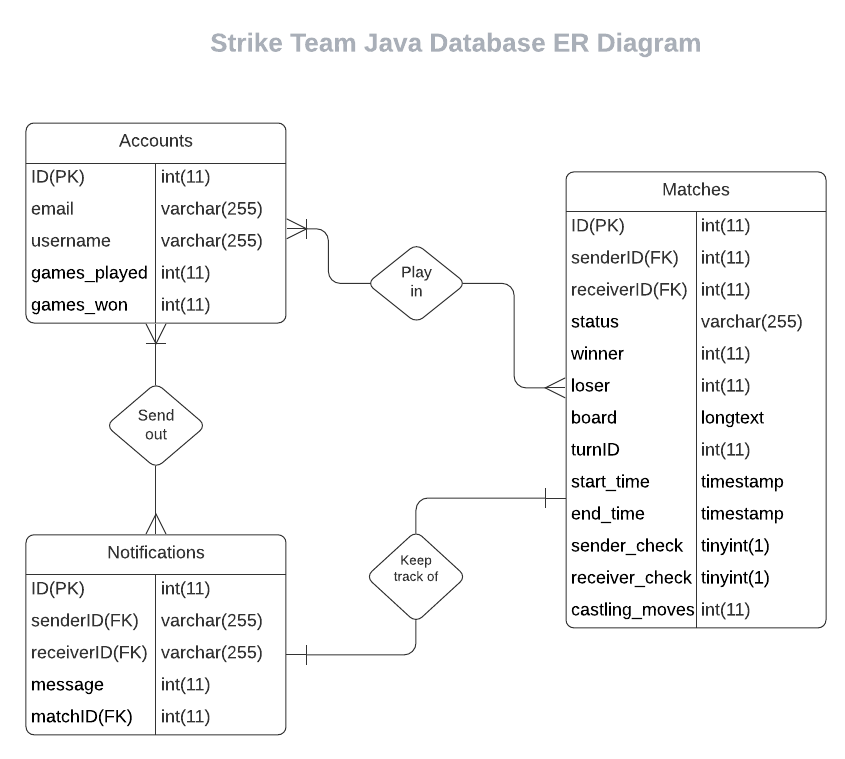 Strike Team Java Database ER Diagram
Accounts
ID(PK) int(11)
email varchar(255)
username varchar(255)
games_played int(11)
games_won int(11)
Play
in
Matches
ID(PK) int(11)
senderID(FK) int(11)
receiverID(FK) int(11)
status varchar(255)
winner int(11)
loser int(11)
board longtext
turnID int(11)
start_time timestamp
end_time timestamp
sender_check tinyint(1)
receiver_check tinyint(1)
castling_moves int(11)
Send
out
Keep
track of
Notifications
ID(PK) int(11)
senderID(FK) varchar(255)
receiverID(FK) varchar(255)
message int(11)
matchID(FK) int(11)